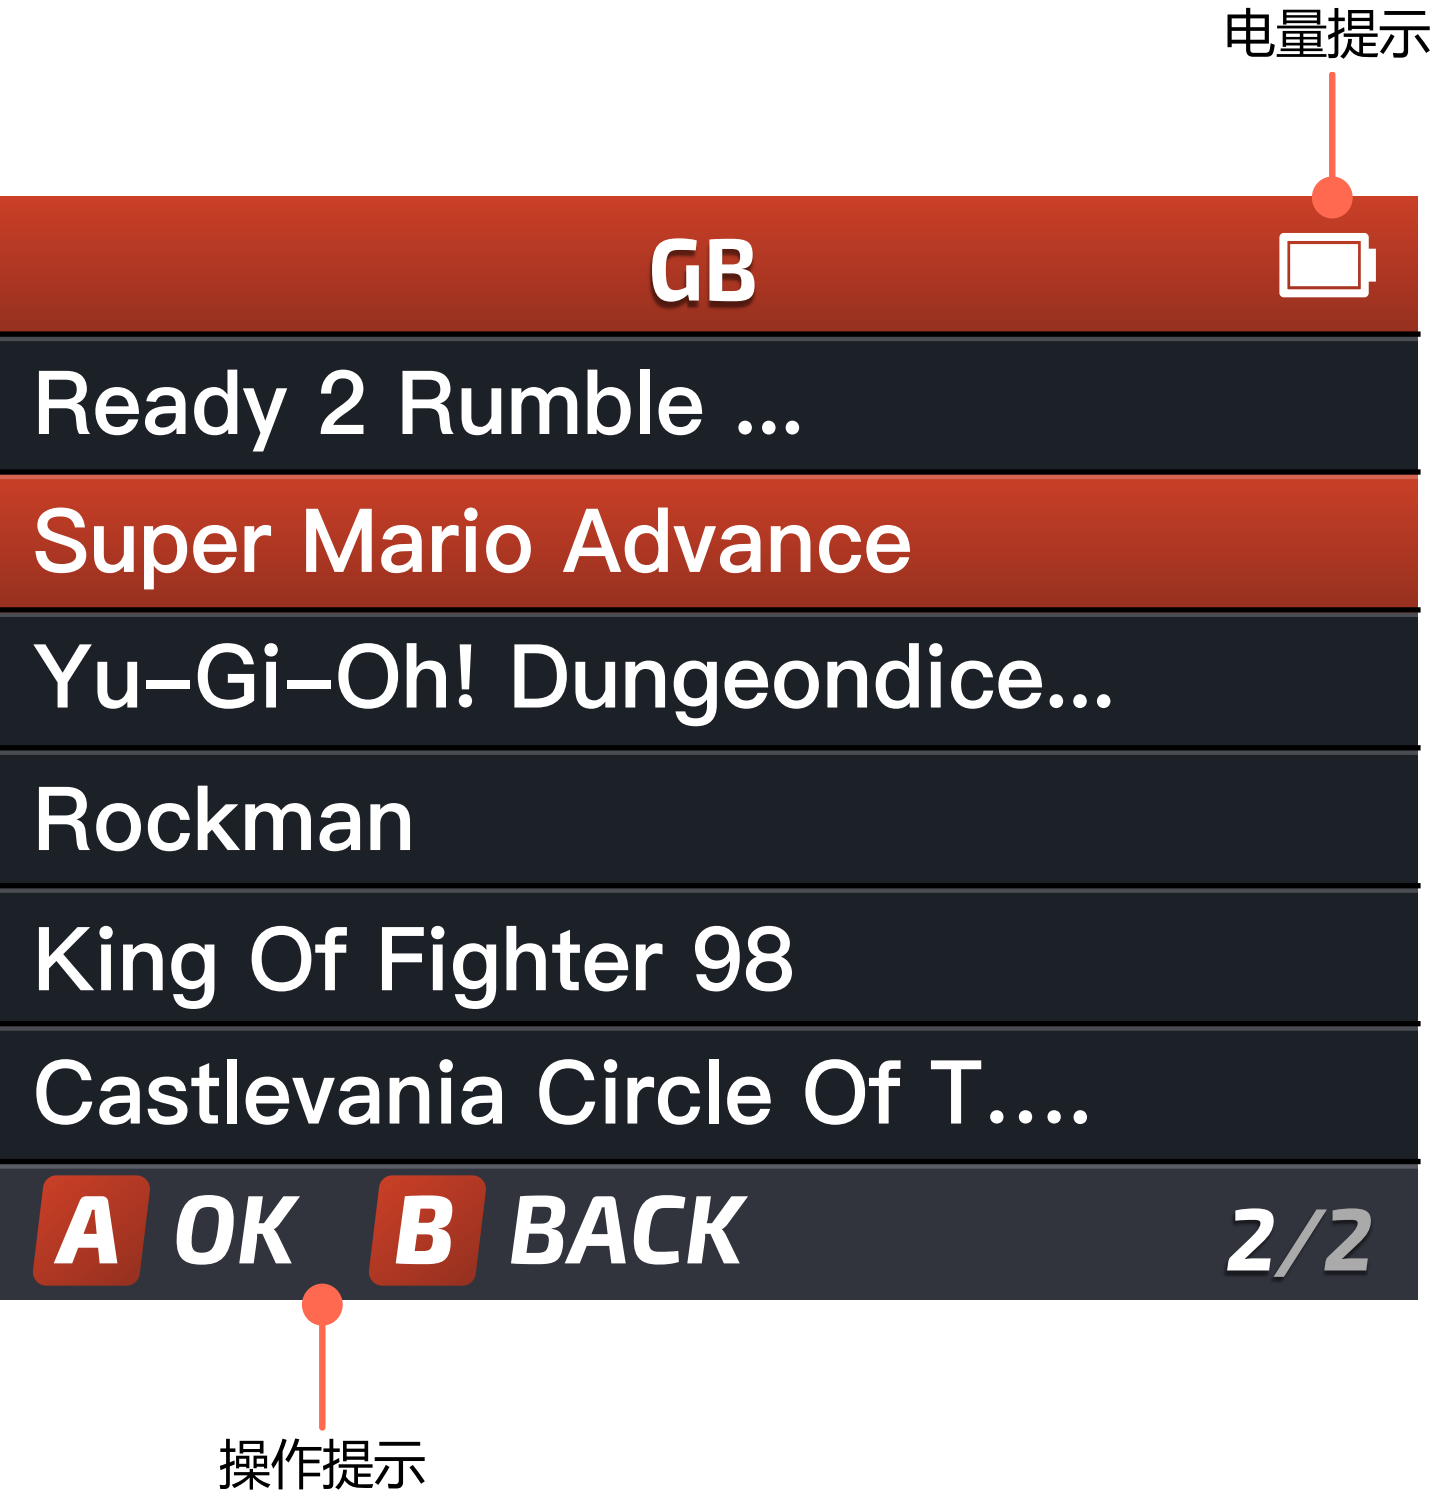 电量提示
GB
Ready 2 Rumble ...
Super Mario Advance
Yu-Gi-Oh! Dungeondice...
Rockman
King Of Fighter 98
Castlevania Circle Of T....
A OK B BACK 2/2
操作提示